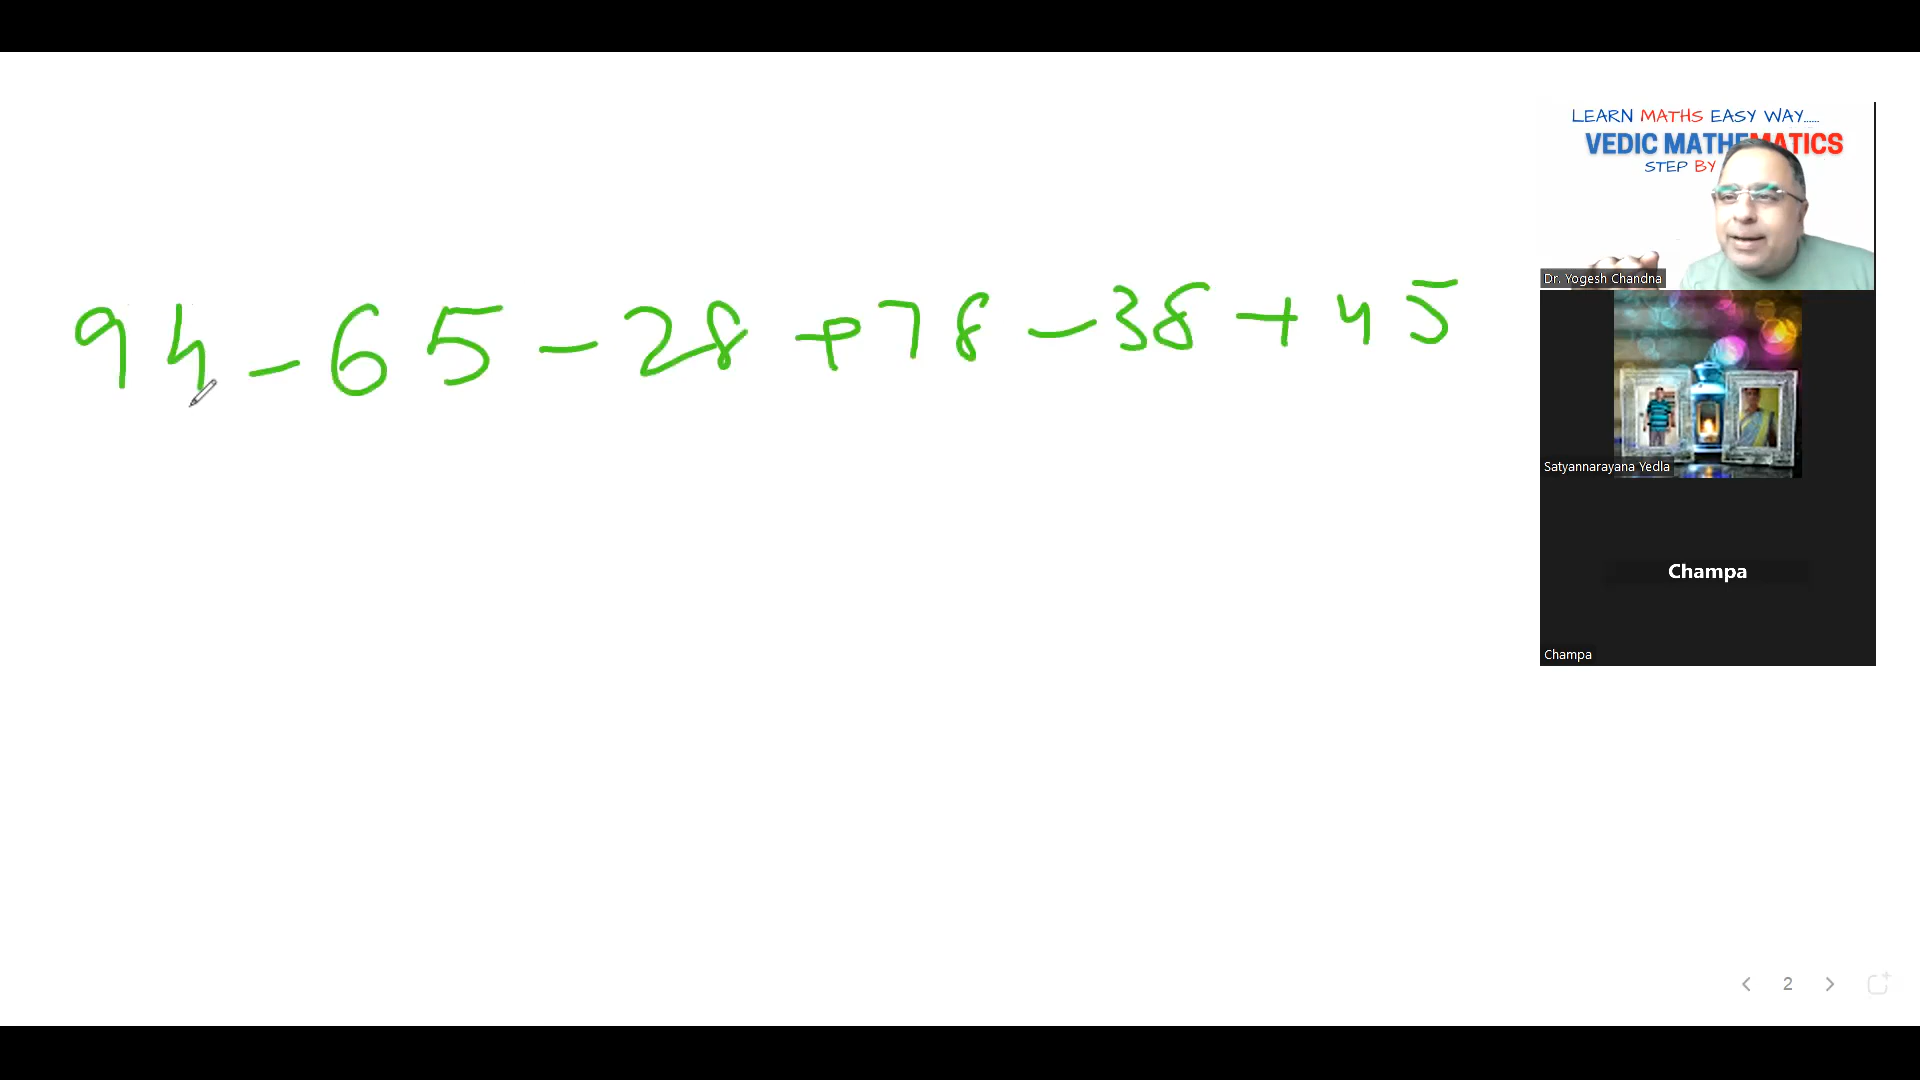 LEARN MATHS EASY WAY......
VEDIC MATHEMATICS
STEP BY
Dr. Yogesh Chandna
94 - 65 - 28 + 78 - 38 + 45
Satyannarayana Yedla
Champa
Champa
2